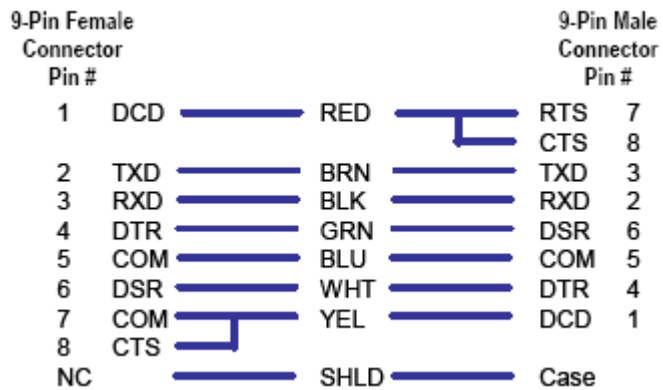 9-Pin Female 9-Pin Male
Connector Connector
Pin # Pin #
1 DCD RED RTS 7
CTS 8
2 TXD BRN TXD 3
3 RXD BLK RXD 2
4 DTR GRN DSR 6
5 COM BLU COM 5
6 DSR WHT DTR 4
7 COM YEL DCD 1
8 CTS
NC SHLD Case